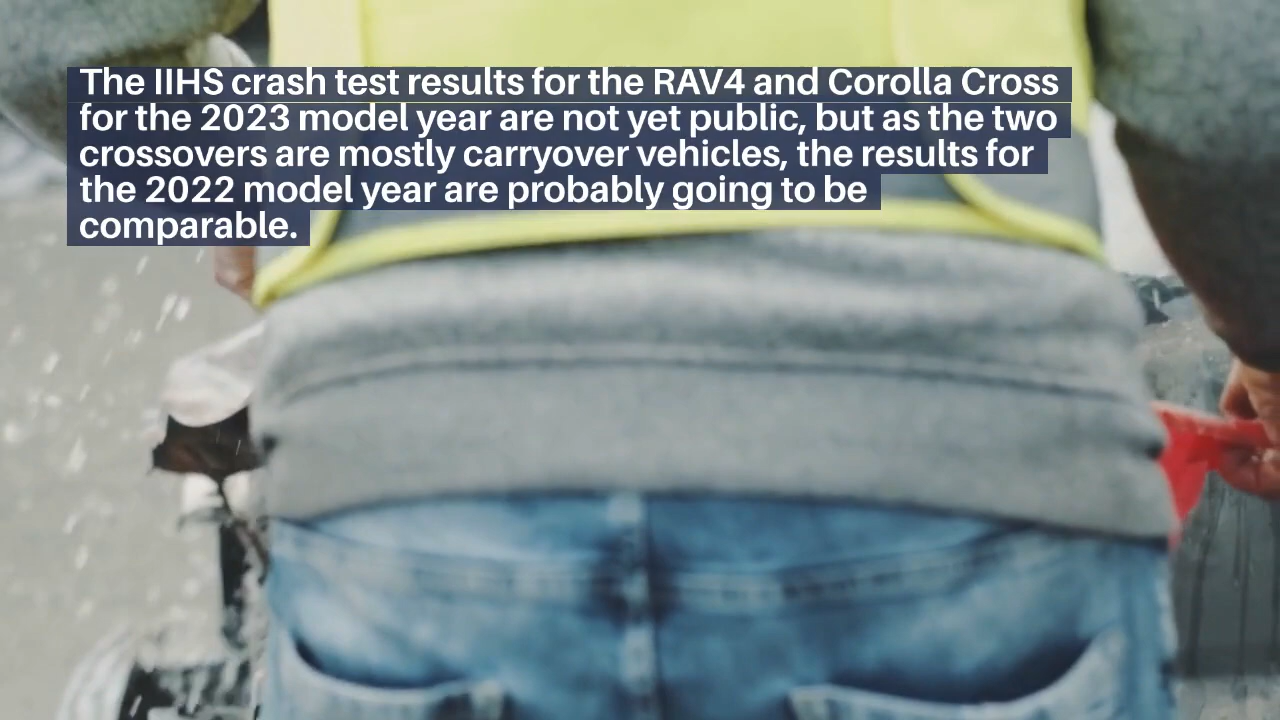 The IIHS crash test results for the RAV4 and Corolla Cross
for the 2023 model year are not yet public, but as the two
crossovers are mostly carryover vehicles, the results for
the 2022 model year are probably going to be
comparable.